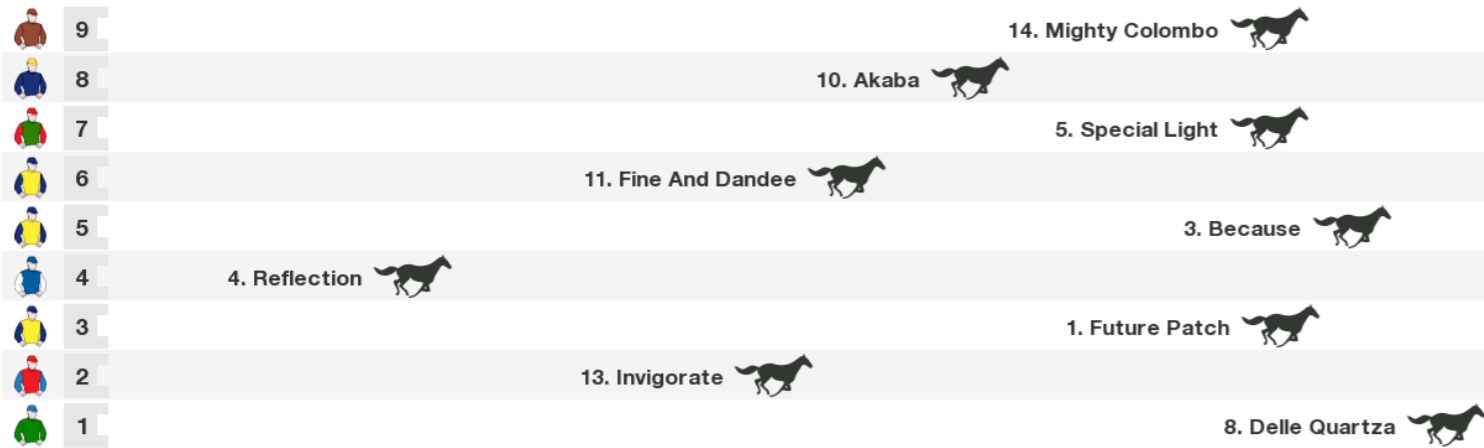 9 14. Mighty Colombo
8 10. Akaba
7 5. Special Light
6 11. Fine And Dandee
5 3. Because
4 4. Reflection
3 1. Future Patch
2 13. Invigorate
1 8. Delle Quartza